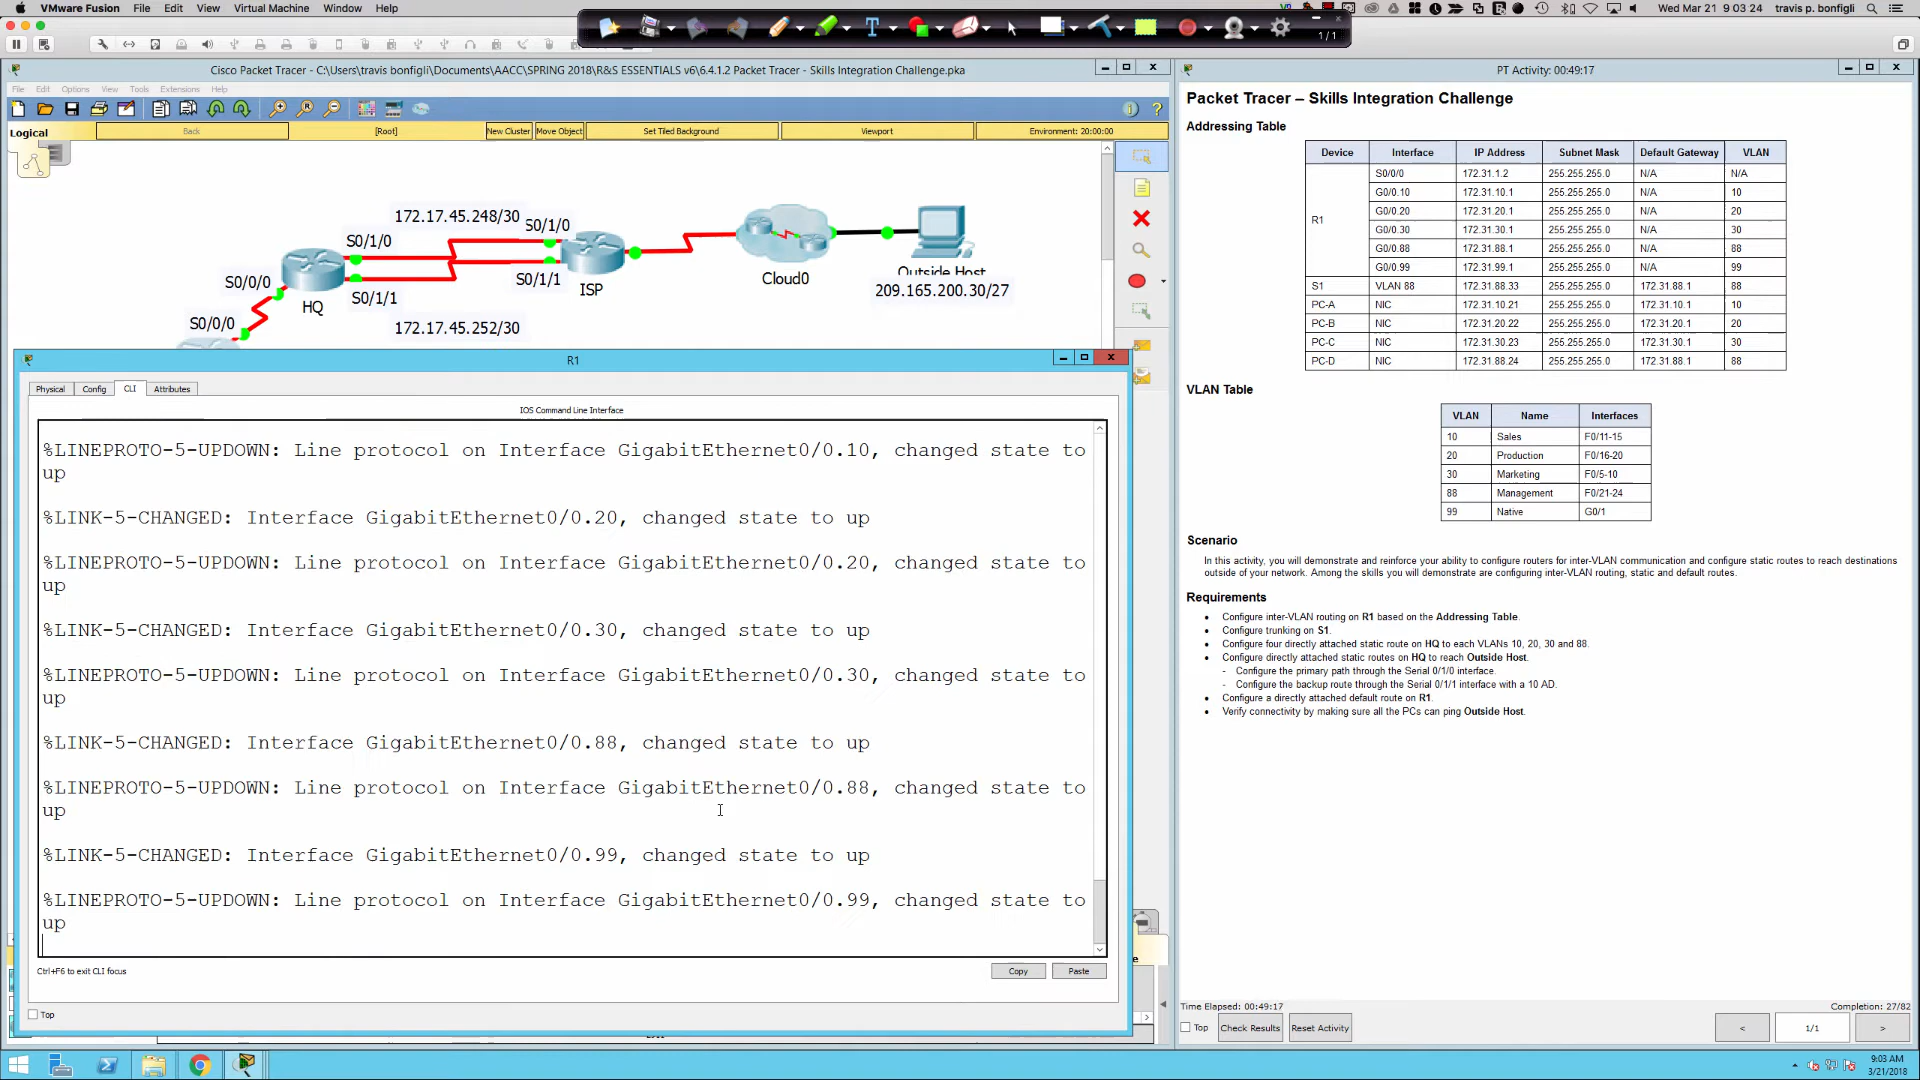 VMware Fusion File Edit View Virtual Machine Window Help
Wed Mar 21 9:03:24 travis p. bonfigli
1/1
Cisco Packet Tracer - C:\Users\travis bonfigli\Documents\AACC\SPRING 2018\R&S ESSENTIALS v6\6.4.1.2 Packet Tracer - Skills Integration Challenge.pka
File Edit Options View Tools Extensions Help
Logical Back [Root] New Cluster Move Object Set Tiled Background Viewport Environment: 20:00:00
172.17.45.248/30
S0/1/0
S0/1/0
S0/0/0
S0/1/1
S0/1/1
HQ
ISP
Cloud0
Outside Host
209.165.200.30/27
S0/0/0
172.17.45.252/30
R1
Physical Config CLI Attributes
IOS Command Line Interface
%LINEPROTO-5-UPDOWN: Line protocol on Interface GigabitEthernet0/0.10, changed state to
up
%LINK-5-CHANGED: Interface GigabitEthernet0/0.20, changed state to up
%LINEPROTO-5-UPDOWN: Line protocol on Interface GigabitEthernet0/0.20, changed state to
up
%LINK-5-CHANGED: Interface GigabitEthernet0/0.30, changed state to up
%LINEPROTO-5-UPDOWN: Line protocol on Interface GigabitEthernet0/0.30, changed state to
up
%LINK-5-CHANGED: Interface GigabitEthernet0/0.88, changed state to up
%LINEPROTO-5-UPDOWN: Line protocol on Interface GigabitEthernet0/0.88, changed state to
up
%LINK-5-CHANGED: Interface GigabitEthernet0/0.99, changed state to up
%LINEPROTO-5-UPDOWN: Line protocol on Interface GigabitEthernet0/0.99, changed state to
up
Ctrl+F6 to exit CLI focus
Copy Paste
Top
PT Activity: 00:49:17
Packet Tracer – Skills Integration Challenge
Addressing Table
Device Interface IP Address Subnet Mask Default Gateway VLAN
R1
S0/0/0 172.31.1.2 255.255.255.0 N/A N/A
G0/0.10 172.31.10.1 255.255.255.0 N/A 10
G0/0.20 172.31.20.1 255.255.255.0 N/A 20
G0/0.30 172.31.30.1 255.255.255.0 N/A 30
G0/0.88 172.31.88.1 255.255.255.0 N/A 88
G0/0.99 172.31.99.1 255.255.255.0 N/A 99
S1 VLAN 88 172.31.88.33 255.255.255.0 172.31.88.1 88
PC-A NIC 172.31.10.21 255.255.255.0 172.31.10.1 10
PC-B NIC 172.31.20.22 255.255.255.0 172.31.20.1 20
PC-C NIC 172.31.30.23 255.255.255.0 172.31.30.1 30
PC-D NIC 172.31.88.24 255.255.255.0 172.31.88.1 88
VLAN Table
VLAN Name Interfaces
10 Sales F0/11-15
20 Production F0/16-20
30 Marketing F0/5-10
88 Management F0/21-24
99 Native G0/1
Scenario
In this activity, you will demonstrate and reinforce your ability to configure routers for inter-VLAN communication and configure static routes to reach destinations
outside of your network. Among the skills you will demonstrate are configuring inter-VLAN routing, static and default routes.
Requirements
• Configure inter-VLAN routing on R1 based on the Addressing Table.
• Configure trunking on S1.
• Configure four directly attached static route on HQ to each VLANs 10, 20, 30 and 88.
• Configure directly attached static routes on HQ to reach Outside Host.
- Configure the primary path through the Serial 0/1/0 interface.
- Configure the backup route through the Serial 0/1/1 interface with a 10 AD.
• Configure a directly attached default route on R1.
• Verify connectivity by making sure all the PCs can ping Outside Host.
Time Elapsed: 00:49:17
Completion: 27/82
Top Check Results Reset Activity < 1/1 >
9:03 AM
3/21/2018